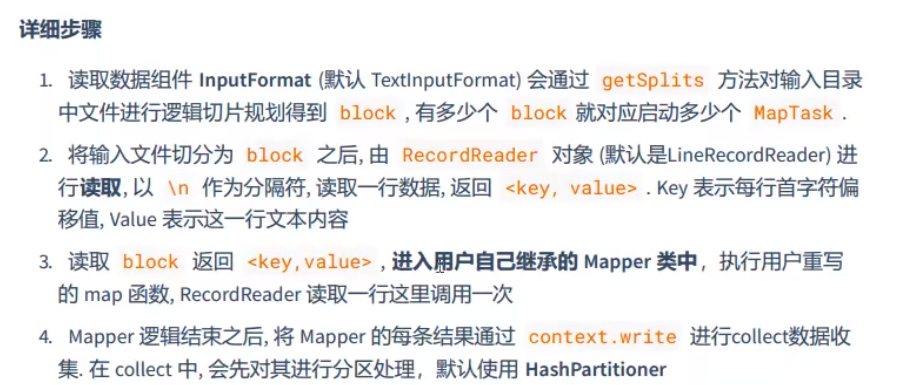 详细步骤
1. 读取数据组件 InputFormat (默认 TextInputFormat) 会通过 getSplits 方法对输入目录
中文件进行逻辑切片规划得到 block , 有多少个 block 就对应启动多少个 MapTask .
2. 将输入文件切分为 block 之后, 由 RecordReader 对象 (默认是LineRecordReader) 进
行读取, 以 \n 作为分隔符, 读取一行数据, 返回 <key, value> . Key 表示每行首字符偏
移值, Value 表示这一行文本内容
3. 读取 block 返回 <key,value> , 进入用户自己继承的 Mapper 类中，执行用户重写
的 map 函数, RecordReader 读取一行这里调用一次
4. Mapper 逻辑结束之后, 将 Mapper 的每条结果通过 context.write 进行collect数据收
集. 在 collect 中, 会先对其进行分区处理，默认使用 HashPartitioner